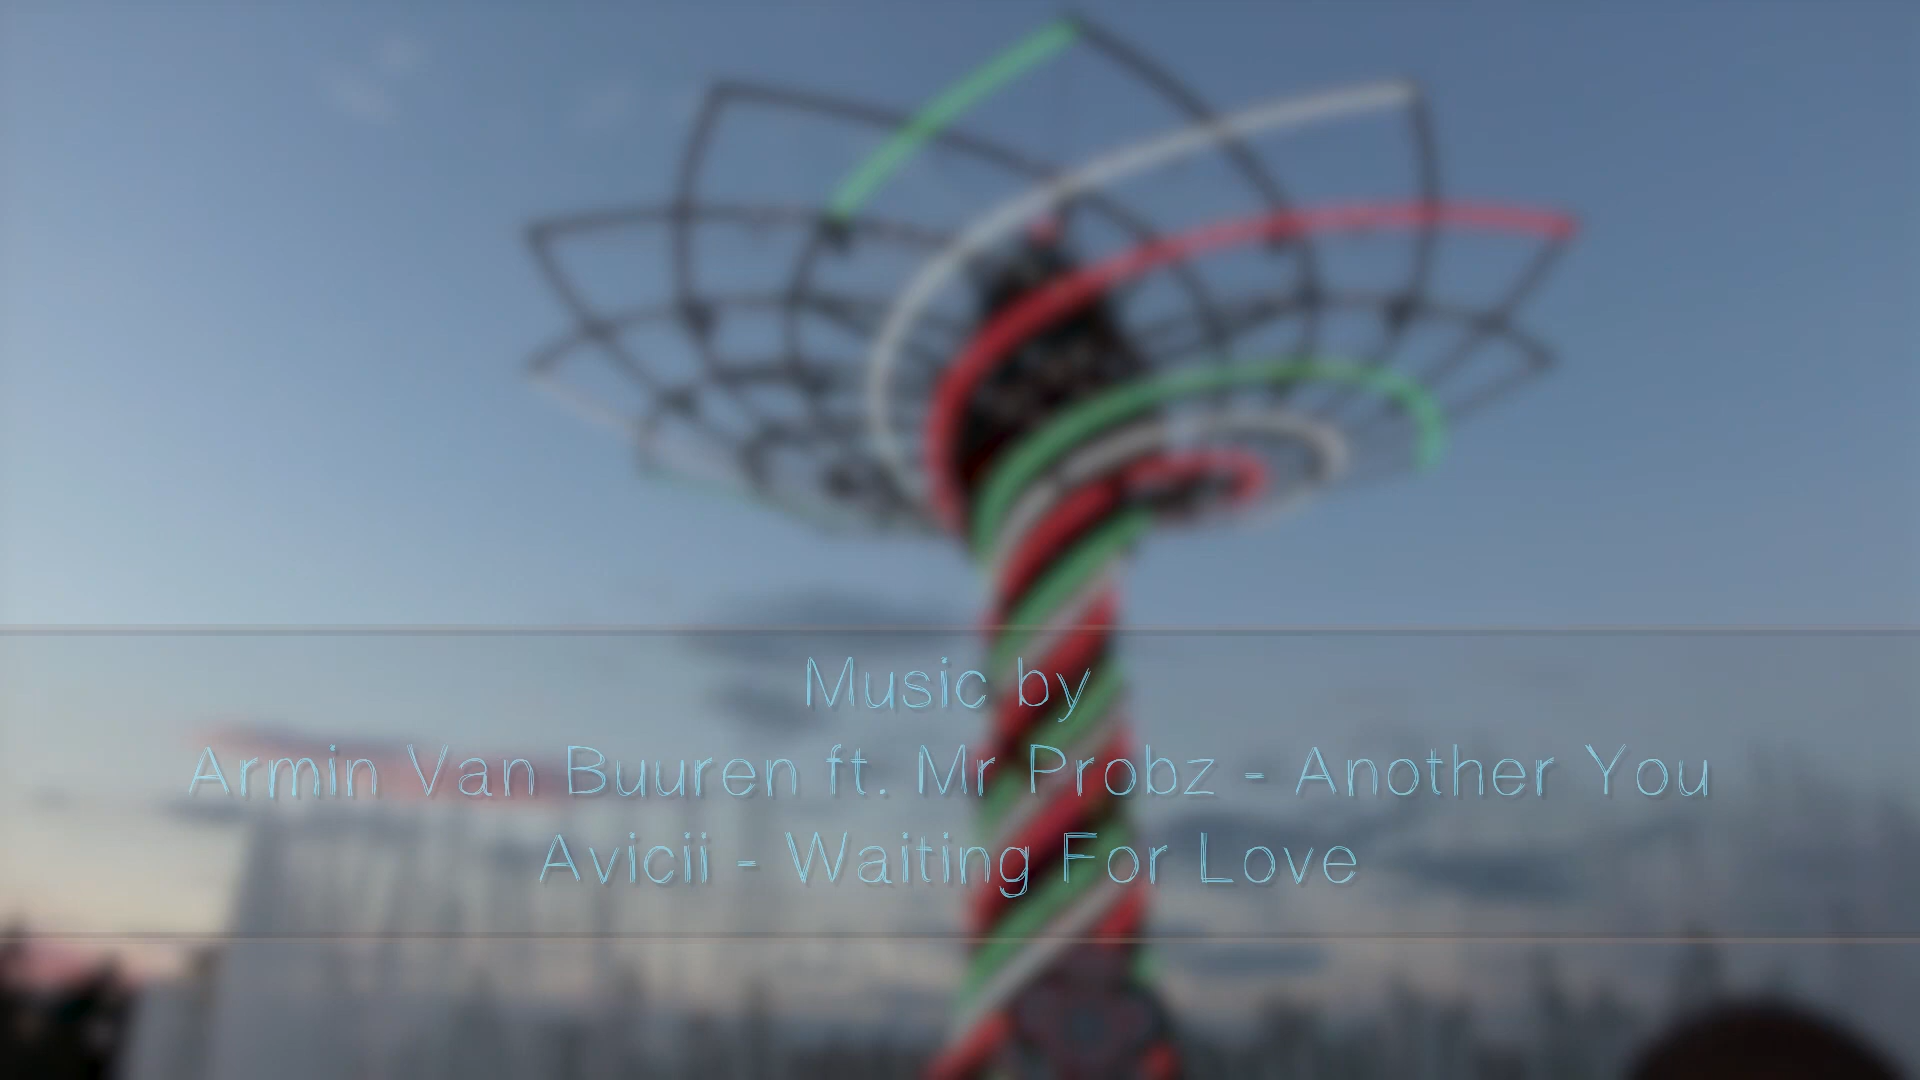 Music by
Armin Van Buuren ft. Mr Probz - Another You
Avicii - Waiting For Love